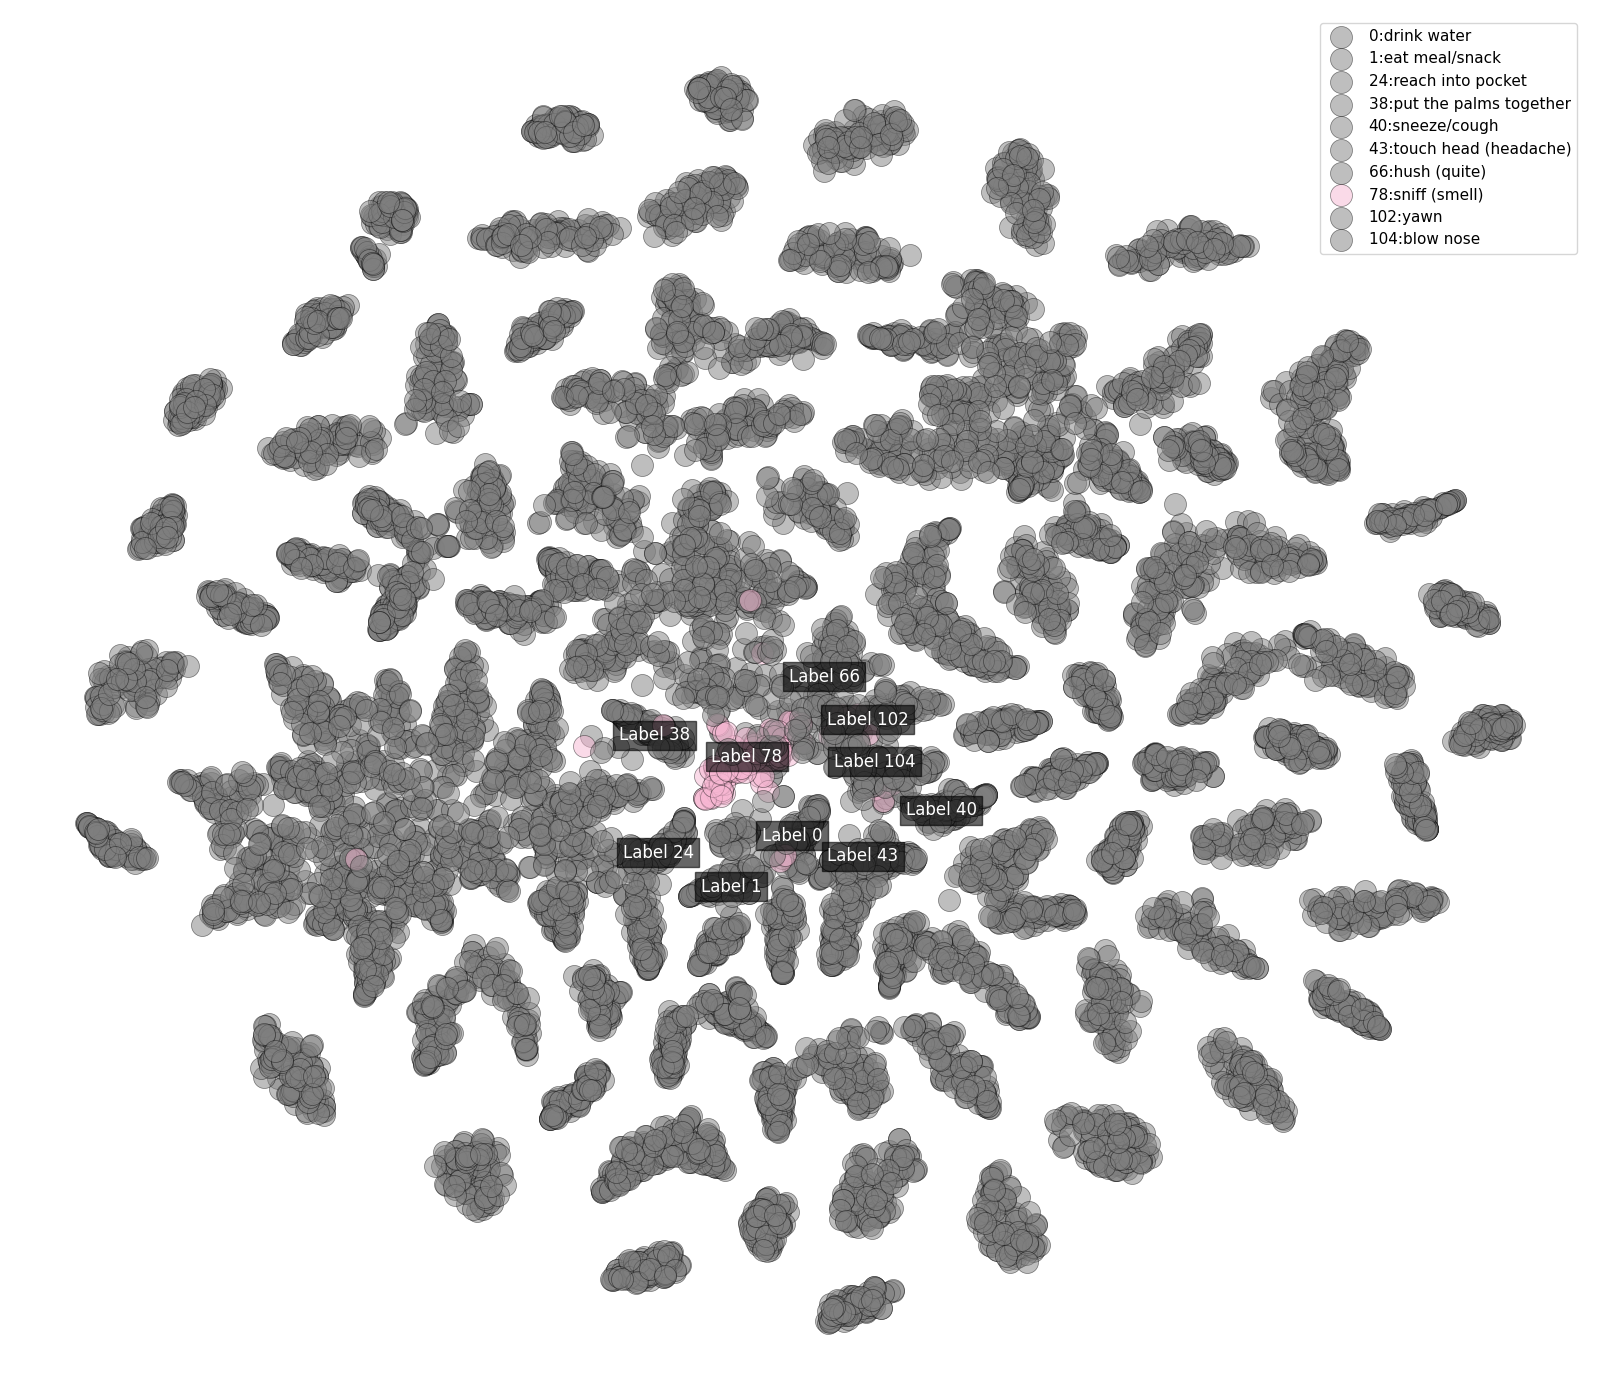 0:drink water
1:eat meal/snack
24:reach into pocket
38:put the palms together
40:sneeze/cough
43:touch head (headache)
66:hush (quite)
78:sniff (smell)
102:yawn
104:blow nose
Label 66
Label 102
Label 38
Label 78
Label 104
Label 40
Label 0
Label 24
Label 43
Label 1